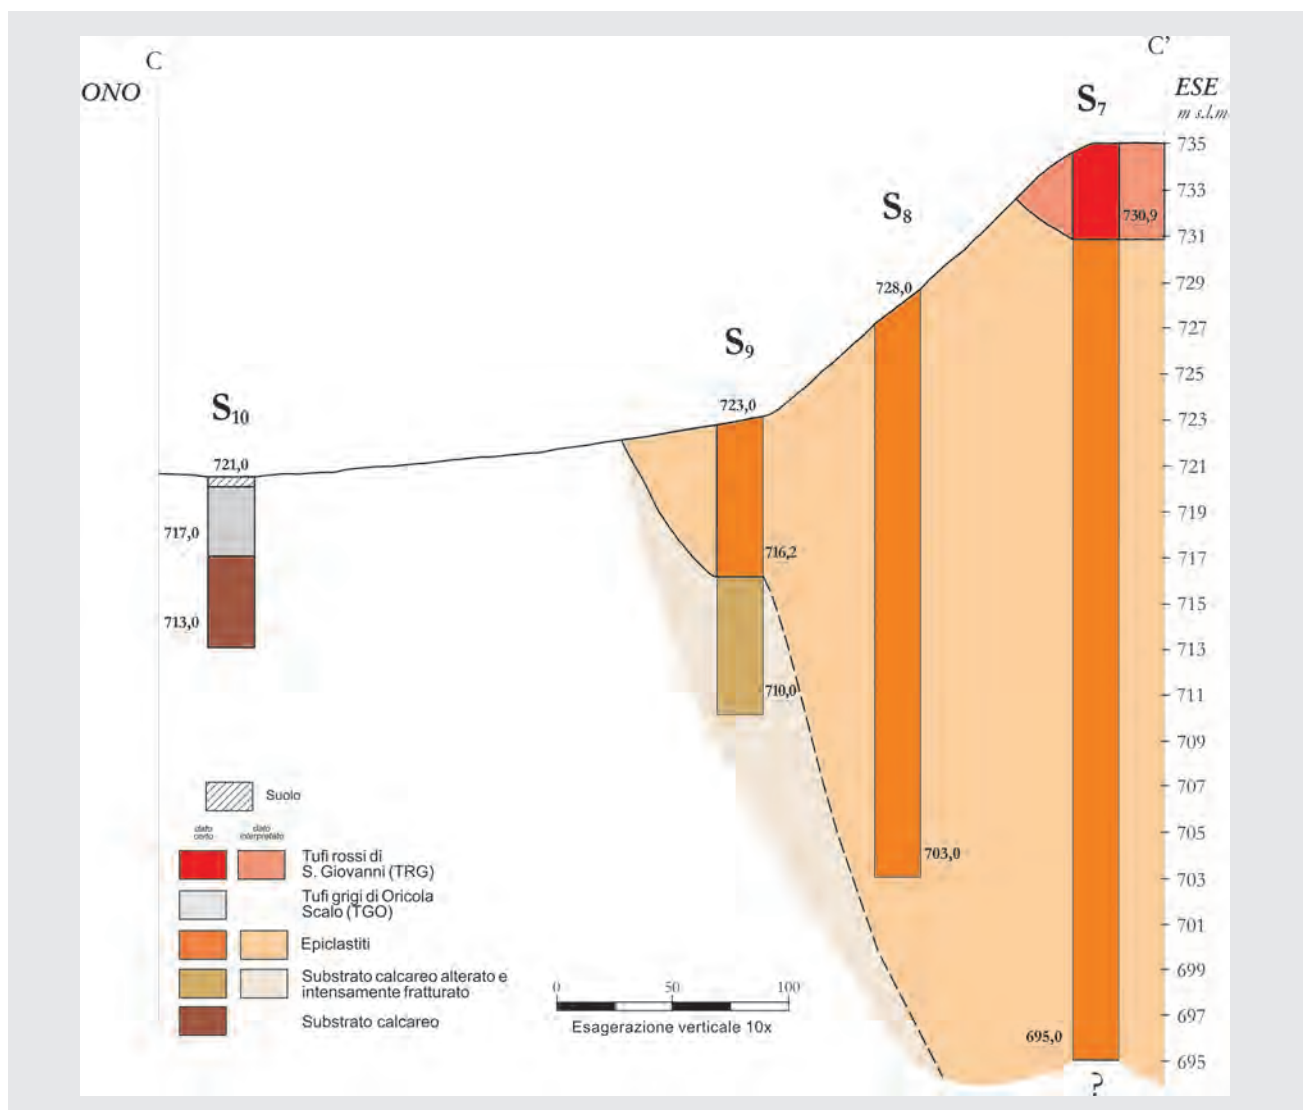 C
C’
ONO
ESE
m s.l.m
S7
735
733
730,9
731
S8
729
728,0
727
725
S9
723,0
723
S10
721,0
721
719
717,0
716,2
717
715
713,0
713
710,0
711
709
707
Suolo
705
dato certo
dato interpretato
Tufi rossi di
S. Giovanni (TRG)
703,0
703
Tufi grigi di Oricola
Scalo (TGO)
701
Epiclastiti
699
Substrato calcareo alterato e
intensamente fratturato
0 50 100
697
Substrato calcareo
Esagerazione verticale 10x
695,0
695
?